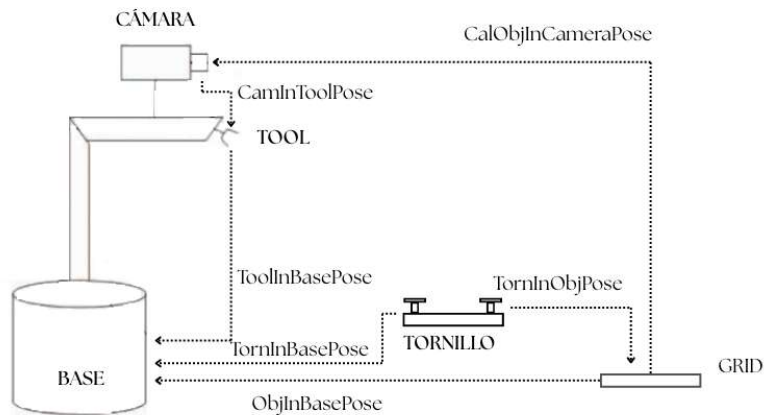 CÁMARA
CalObjInCameraPose
CamInToolPose
TOOL
ToolInBasePose
TornInObjPose
TORNILLO
TornInBasePose
GRID
BASE
ObjInBasePose